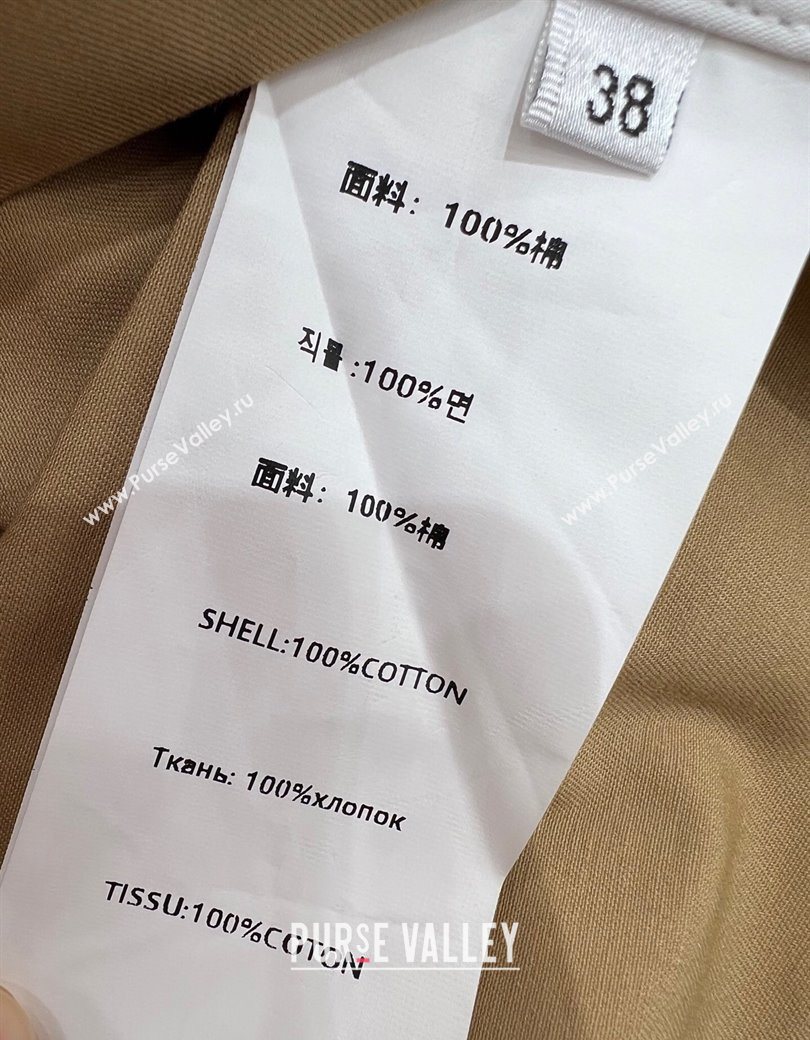 38
面料: 100%棉
직물 :100%면
面料: 100%棉
www.PurseValley.ru
www.PurseValley.ru
SHELL:100%COTTON
Ткань: 100%хлопок
TISSU:100%COTON
PURSE VALLEY